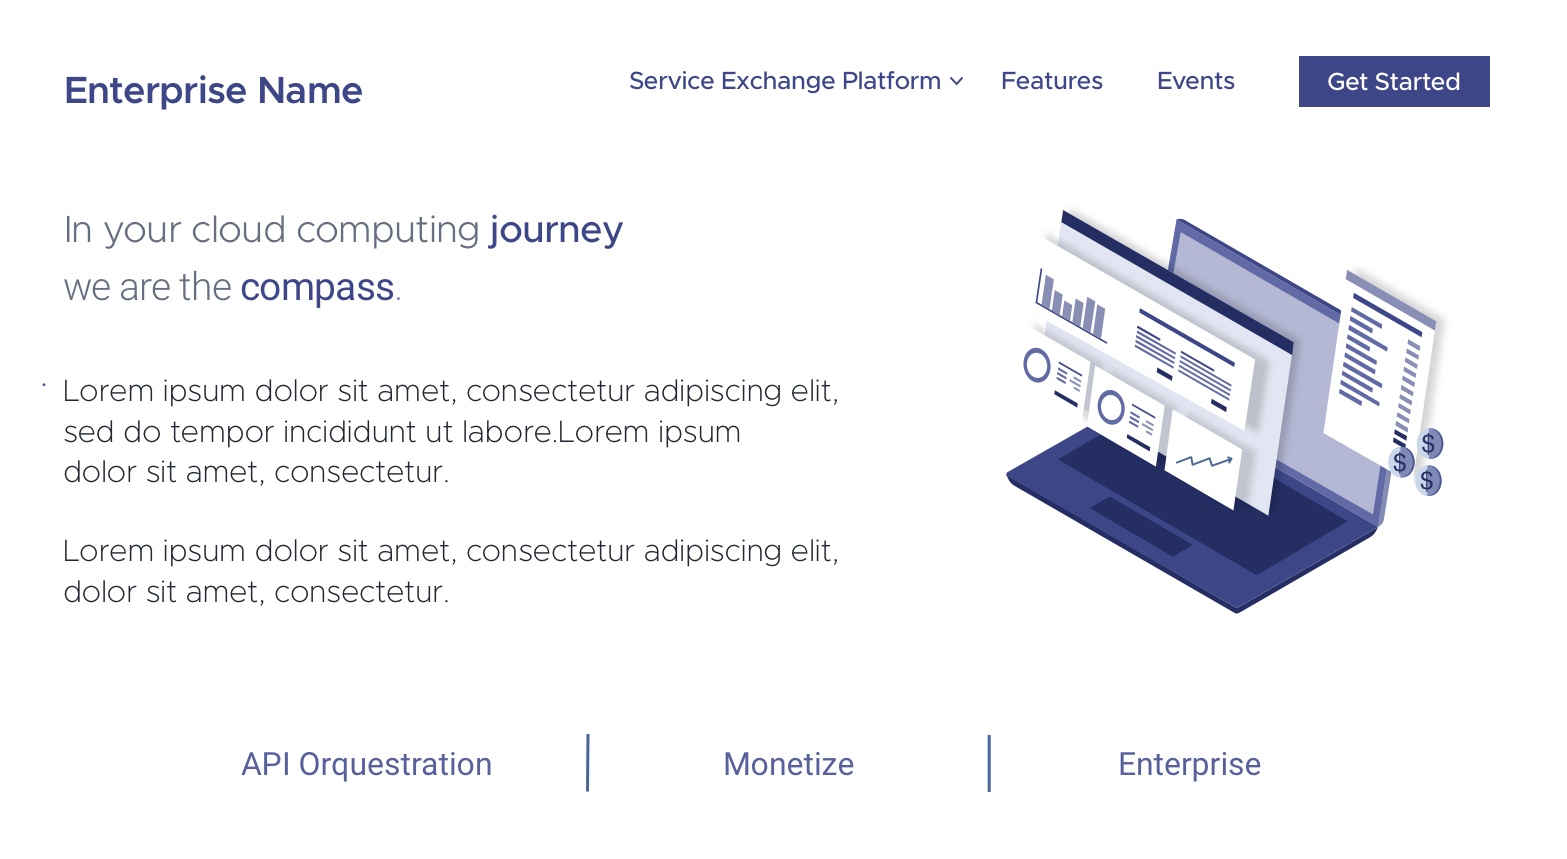 Enterprise Name
Service Exchange Platform
Features
Events
Get Started
In your cloud computing journey
we are the compass.
Lorem ipsum dolor sit amet, consectetur adipiscing elit,
sed do tempor incididunt ut labore.Lorem ipsum
dolor sit amet, consectetur.
Lorem ipsum dolor sit amet, consectetur adipiscing elit,
dolor sit amet, consectetur.
$
$
$
API Orquestration
Monetize
Enterprise